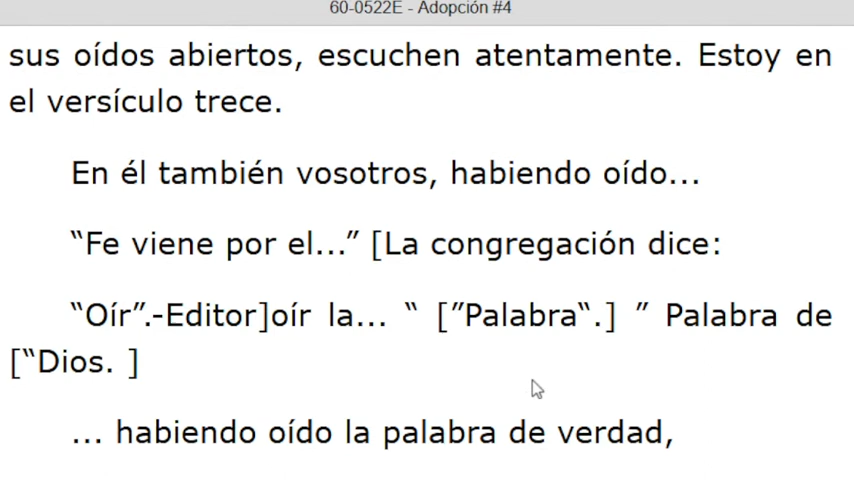 60-0522E - Adopción #4
sus oídos abiertos, escuchen atentamente. Estoy en
el versículo trece.
En él también vosotros, habiendo oído...
“Fe viene por el...” [La congregación dice:
“Oír”.-Editor]oír la... “ [”Palabra“.] ” Palabra de
[“Dios. ]
... habiendo oído la palabra de verdad,